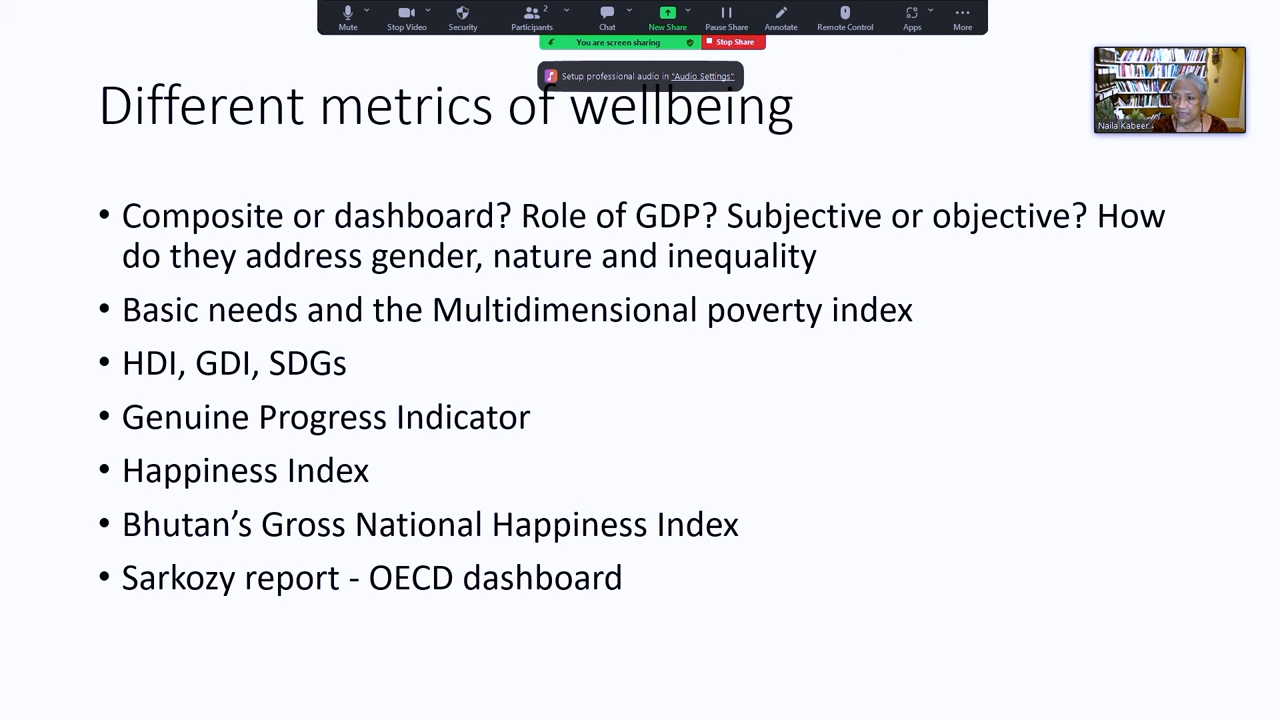 2
Mute
Stop Video
Security
Participants
Chat
New Share
Pause Share
Annotate
Remote Control
Apps
More
You are screen sharing
Stop Share
Setup professional audio in "Audio Settings"
Different metrics of wellbeing
Naila Kabeer
• Composite or dashboard? Role of GDP? Subjective or objective? How
do they address gender, nature and inequality
• Basic needs and the Multidimensional poverty index
• HDI, GDI, SDGs
• Genuine Progress Indicator
• Happiness Index
• Bhutan’s Gross National Happiness Index
• Sarkozy report - OECD dashboard